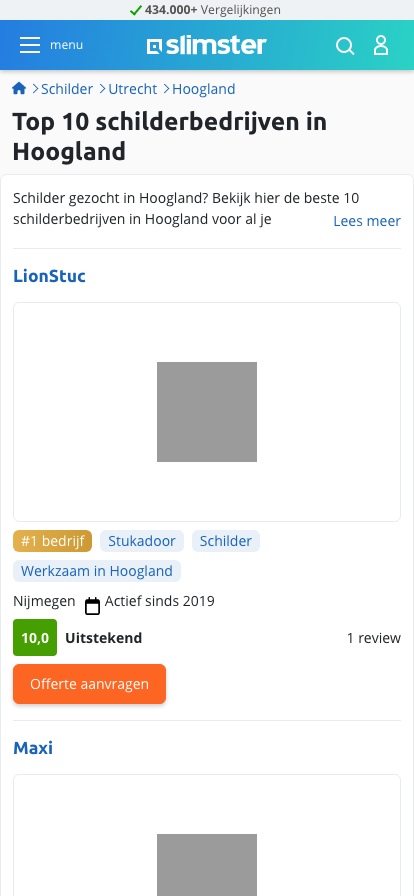 434.000+ Vergelijkingen
menu
slimster
Schilder
Utrecht
Hoogland
Top 10 schilderbedrijven in
Hoogland
Schilder gezocht in Hoogland? Bekijk hier de beste 10
schilderbedrijven in Hoogland voor al je
Lees meer
LionStuc
#1 bedrijf
Stukadoor
Schilder
Werkzaam in Hoogland
Nijmegen
Actief sinds 2019
10,0
Uitstekend
1 review
Offerte aanvragen
Maxi